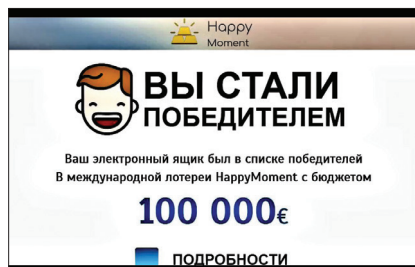 Happy
Moment
ВЫ СТАЛИ
ПОБЕДИТЕЛЕМ
Ваш электронный ящик был в списке победителей
В международной лотереи HappyMoment с бюджетом
100 000€
ПОДРОБНОСТИ